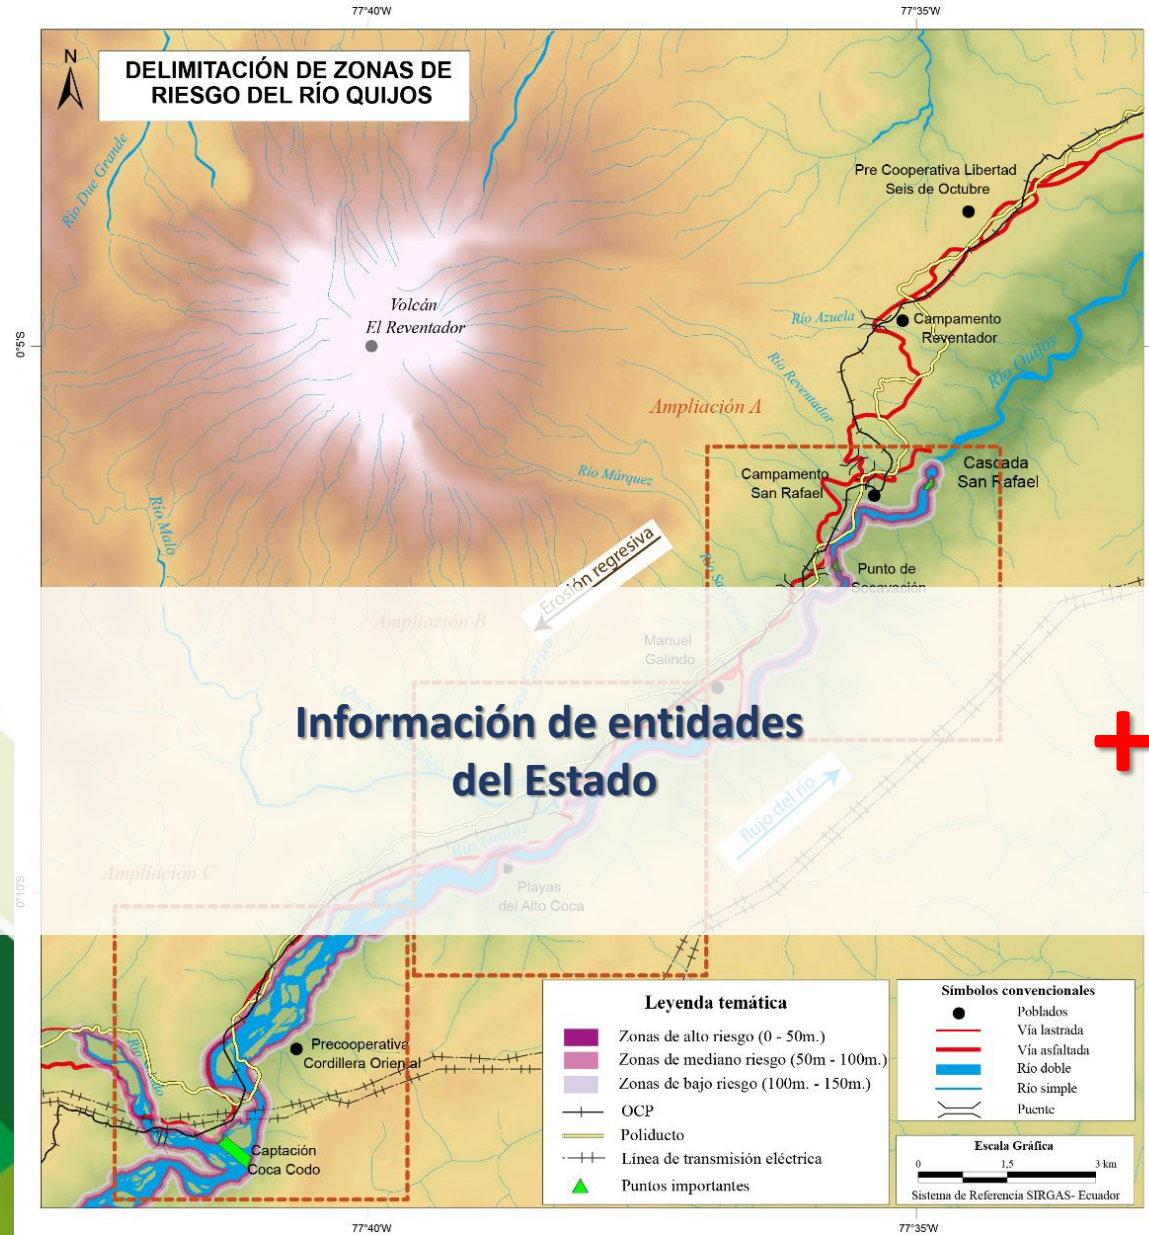 77°40'W
77°35'W
N
DELIMITACIÓN DE ZONAS DE
RIESGO DEL RÍO QUIJOS
Río Due Grande
Pre Cooperativa Libertad
Seis de Octubre
Volcán
El Reventador
0°5'S
Río Azuela
Campamento
Reventador
Río Quijos
Río Reventador
Ampliación A
Río Márquez
Campamento
San Rafael
Cascada
San Rafael
Río Malo
Erosión regresiva
Río San Carlos
Punto de
Socavación
Ampliación B
Manuel
Galindo
Información de entidades
del Estado
+
flujo del río
Río Quijos
Ampliación C
Playas
del Alto Coca
0°10'S
Precooperativa
Cordillera Oriental
Captación
Coca Codo
Leyenda temática
Zonas de alto riesgo (0 - 50m.)
Zonas de mediano riesgo (50m - 100m.)
Zonas de bajo riesgo (100m. - 150m.)
OCP
Poliducto
Línea de transmisión eléctrica
Puntos importantes
Símbolos convencionales
Poblados
Vía lastrada
Vía asfaltada
Río doble
Río simple
Puente
Escala Gráfica
0 1,5 3 km
Sistema de Referencia SIRGAS- Ecuador
77°40'W
77°35'W